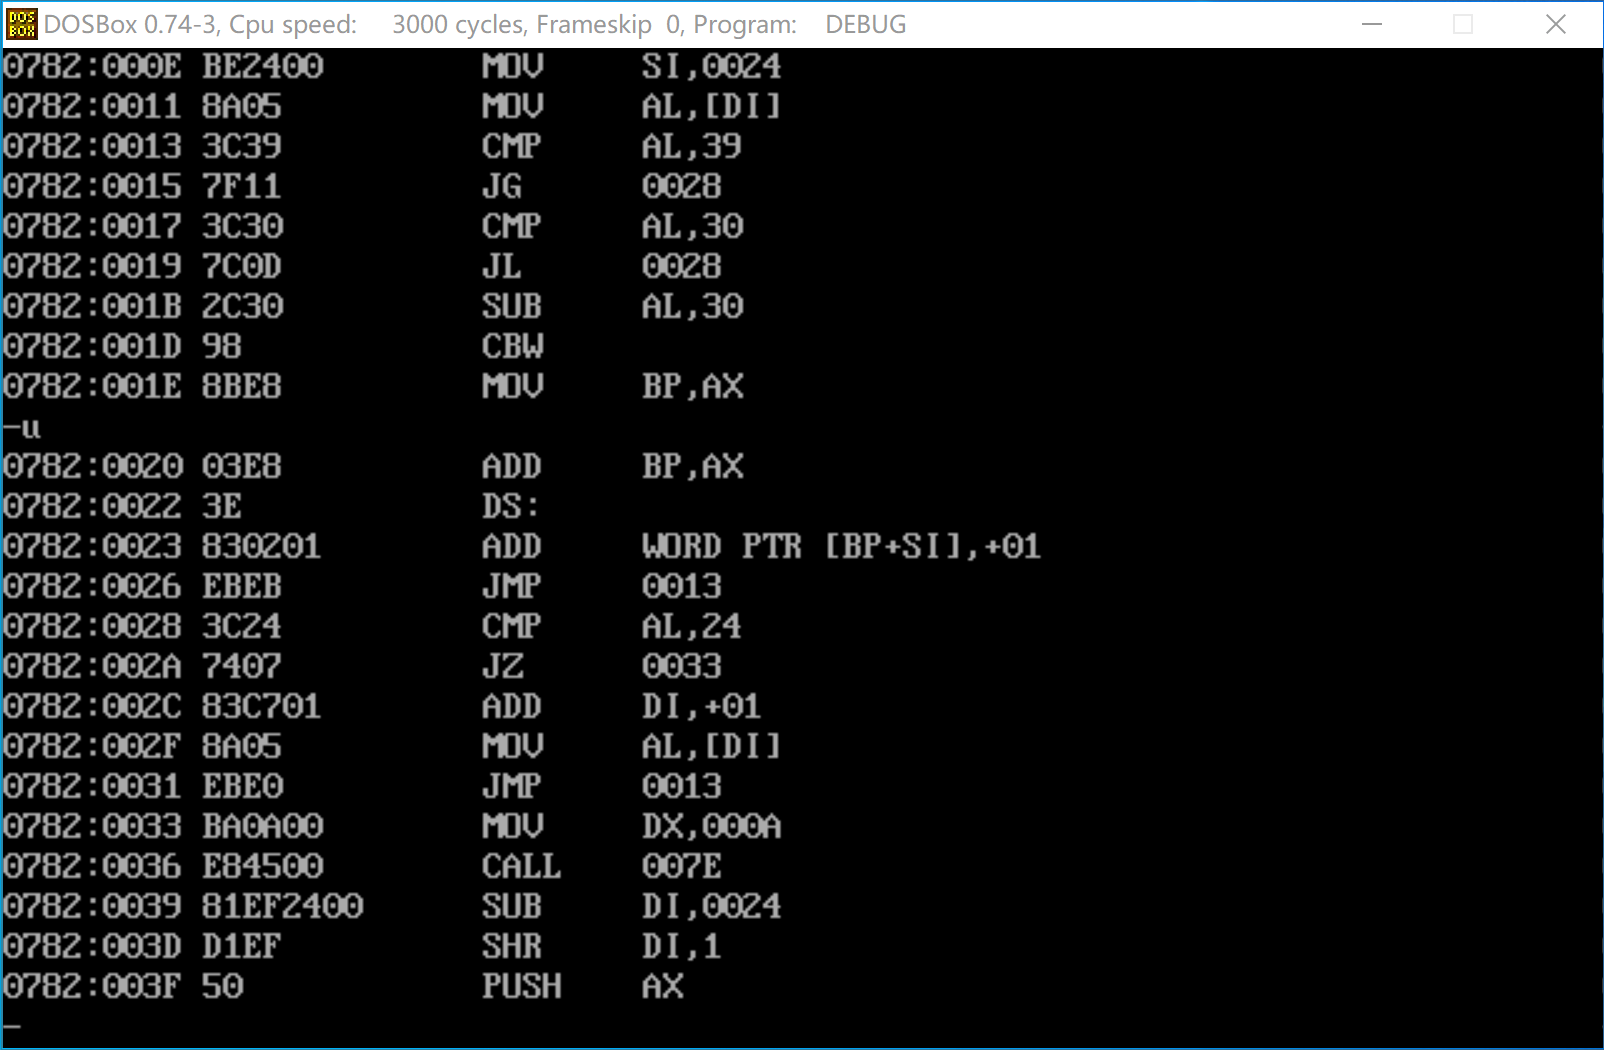 DOS BOX DOSBox 0.74-3, Cpu speed: 3000 cycles, Frameskip 0, Program: DEBUG
0782:000E BE2400 MOV SI,0024
0782:0011 8A05 MOV AL,[DI]
0782:0013 3C39 CMP AL,39
0782:0015 7F11 JG 0028
0782:0017 3C30 CMP AL,30
0782:0019 7C0D JL 0028
0782:001B 2C30 SUB AL,30
0782:001D 98 CBW
0782:001E 8BE8 MOV BP,AX
-u
0782:0020 03E8 ADD BP,AX
0782:0022 3E DS:
0782:0023 830201 ADD WORD PTR [BP+SI],+01
0782:0026 EBEB JMP 0013
0782:0028 3C24 CMP AL,24
0782:002A 7407 JZ 0033
0782:002C 83C701 ADD DI,+01
0782:002F 8A05 MOV AL,[DI]
0782:0031 EBE0 JMP 0013
0782:0033 BA0A00 MOV DX,000A
0782:0036 E84500 CALL 007E
0782:0039 81EF2400 SUB DI,0024
0782:003D D1EF SHR DI,1
0782:003F 50 PUSH AX
_